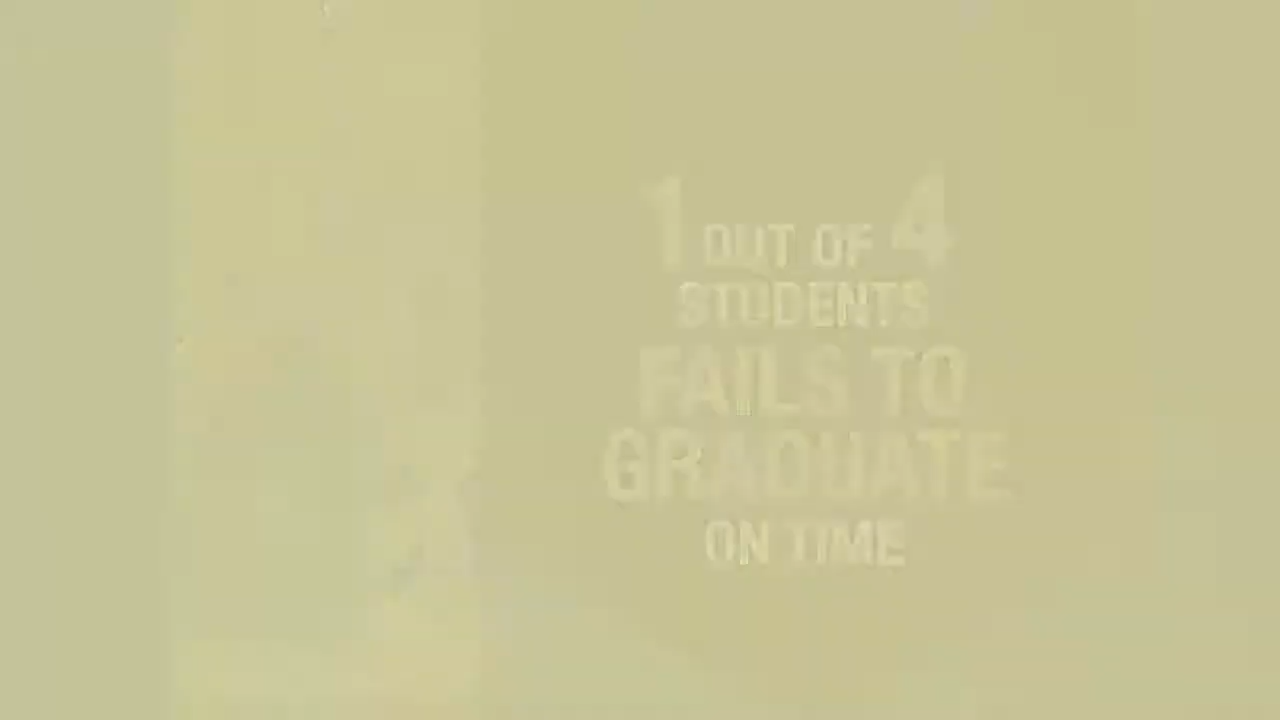 1 OUT OF 4
STUDENTS
FAILS TO
GRADUATE
ON TIME